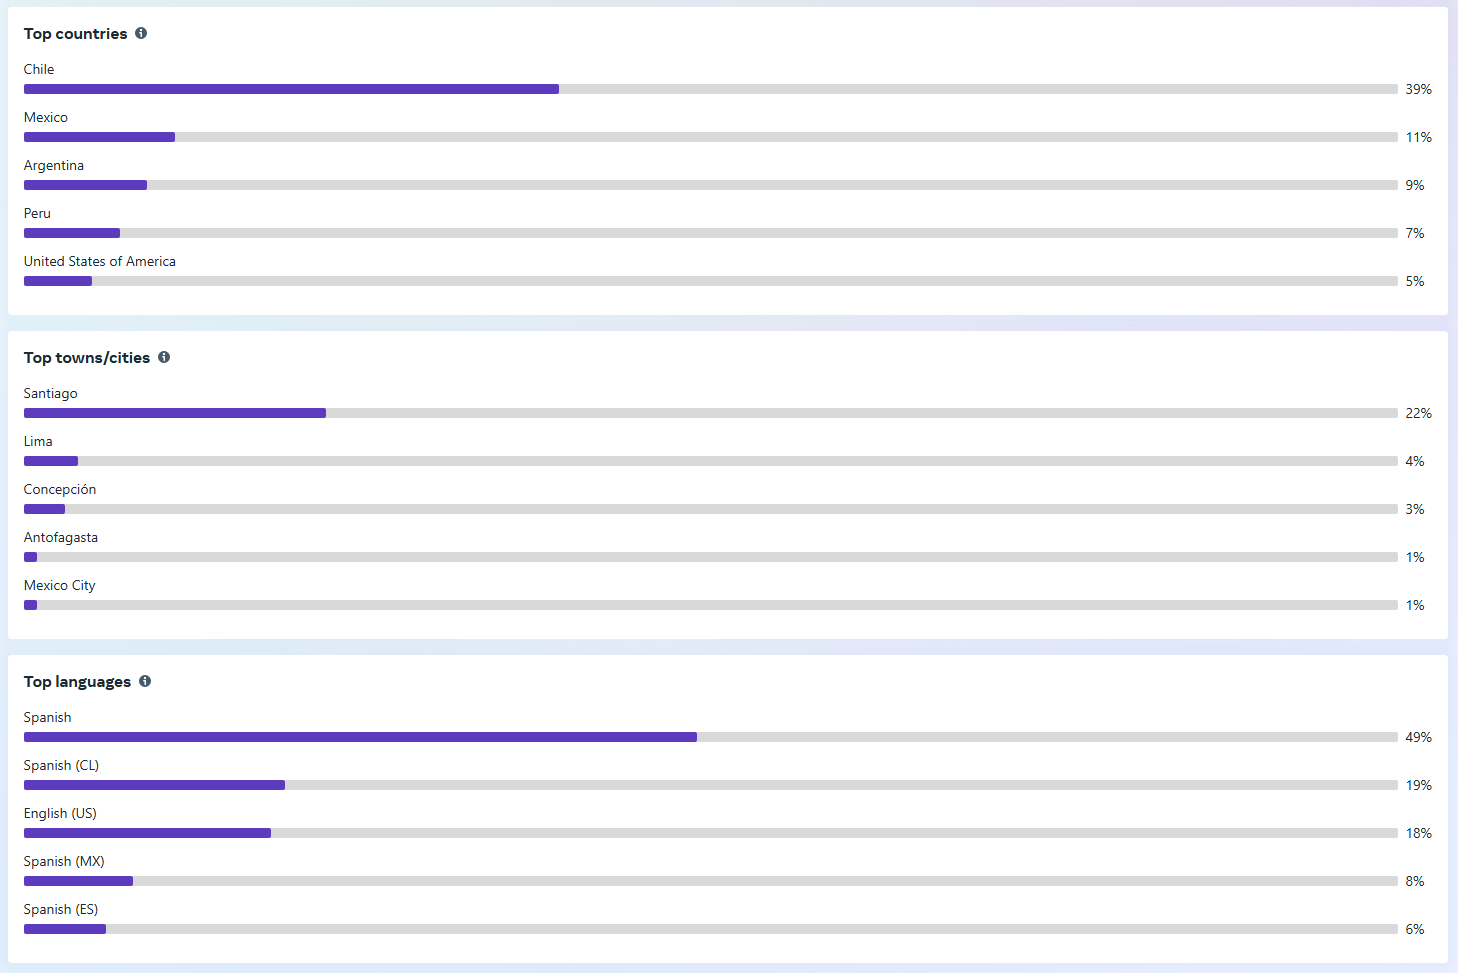 Top countries
Chile
39%
Mexico
11%
Argentina
9%
Peru
7%
United States of America
5%
Top towns/cities
Santiago
22%
Lima
4%
Concepción
3%
Antofagasta
1%
Mexico City
1%
Top languages
Spanish
49%
Spanish (CL)
19%
English (US)
18%
Spanish (MX)
8%
Spanish (ES)
6%